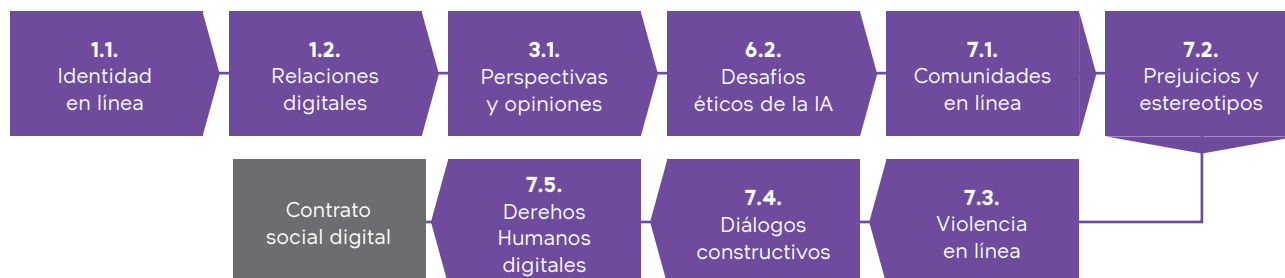 1.1.
Identidad
en línea
1.2.
Relaciones
digitales
3.1.
Perspectivas
y opiniones
6.2.
Desafíos
éticos de la IA
7.1.
Comunidades
en línea
7.2.
Prejuicios y
estereotipos
7.3.
Violencia
en línea
7.4.
Diálogos
constructivos
7.5.
Derehos
Humanos
digitales
Contrato
social digital